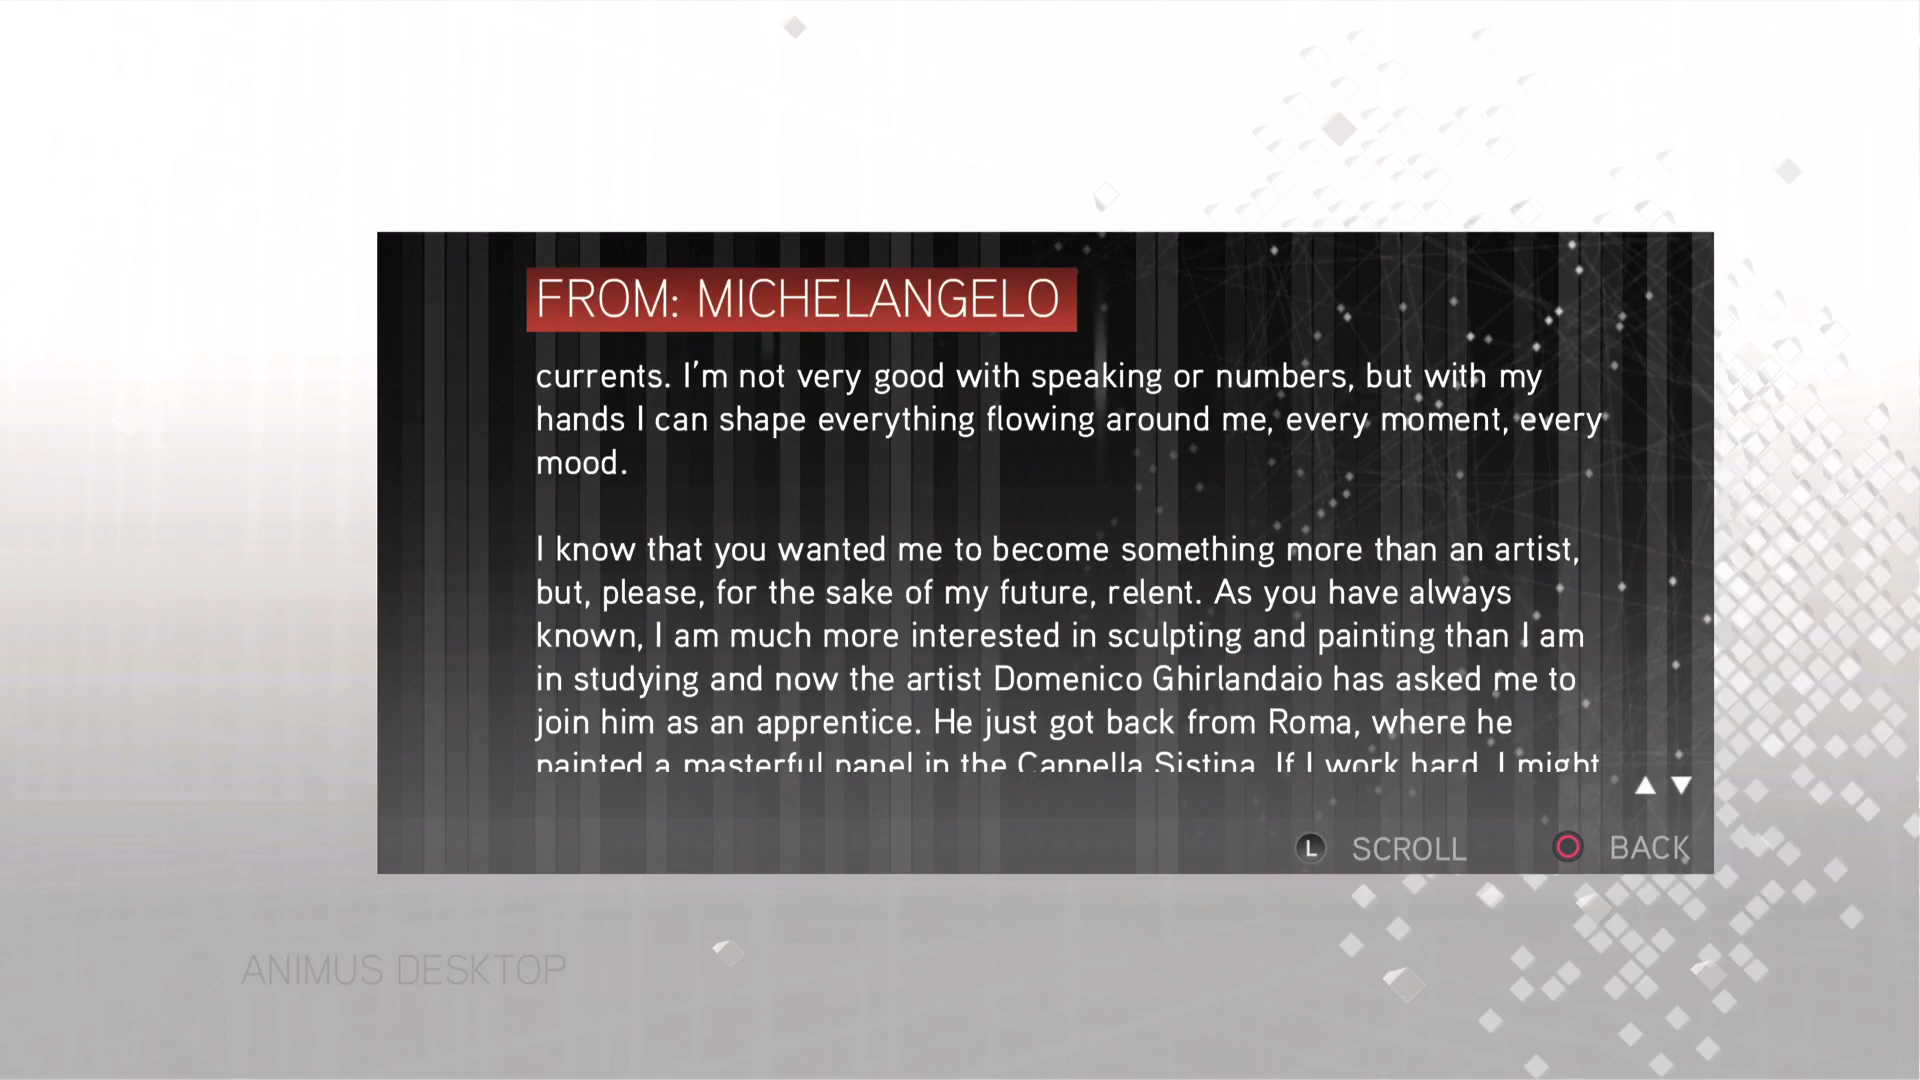 FROM: MICHELANGELO
currents. I'm not very good with speaking or numbers, but with my
hands I can shape everything flowing around me, every moment, every
mood.
I know that you wanted me to become something more than an artist,
but, please, for the sake of my future, relent. As you have always
known, I am much more interested in sculpting and painting than I am
in studying and now the artist Domenico Ghirlandaio has asked me to
join him as an apprentice. He just got back from Roma, where he
painted a masterful panel in the Cappella Sistina. If I work hard, I might
L SCROLL BACK
ANIMUS DESKTOP